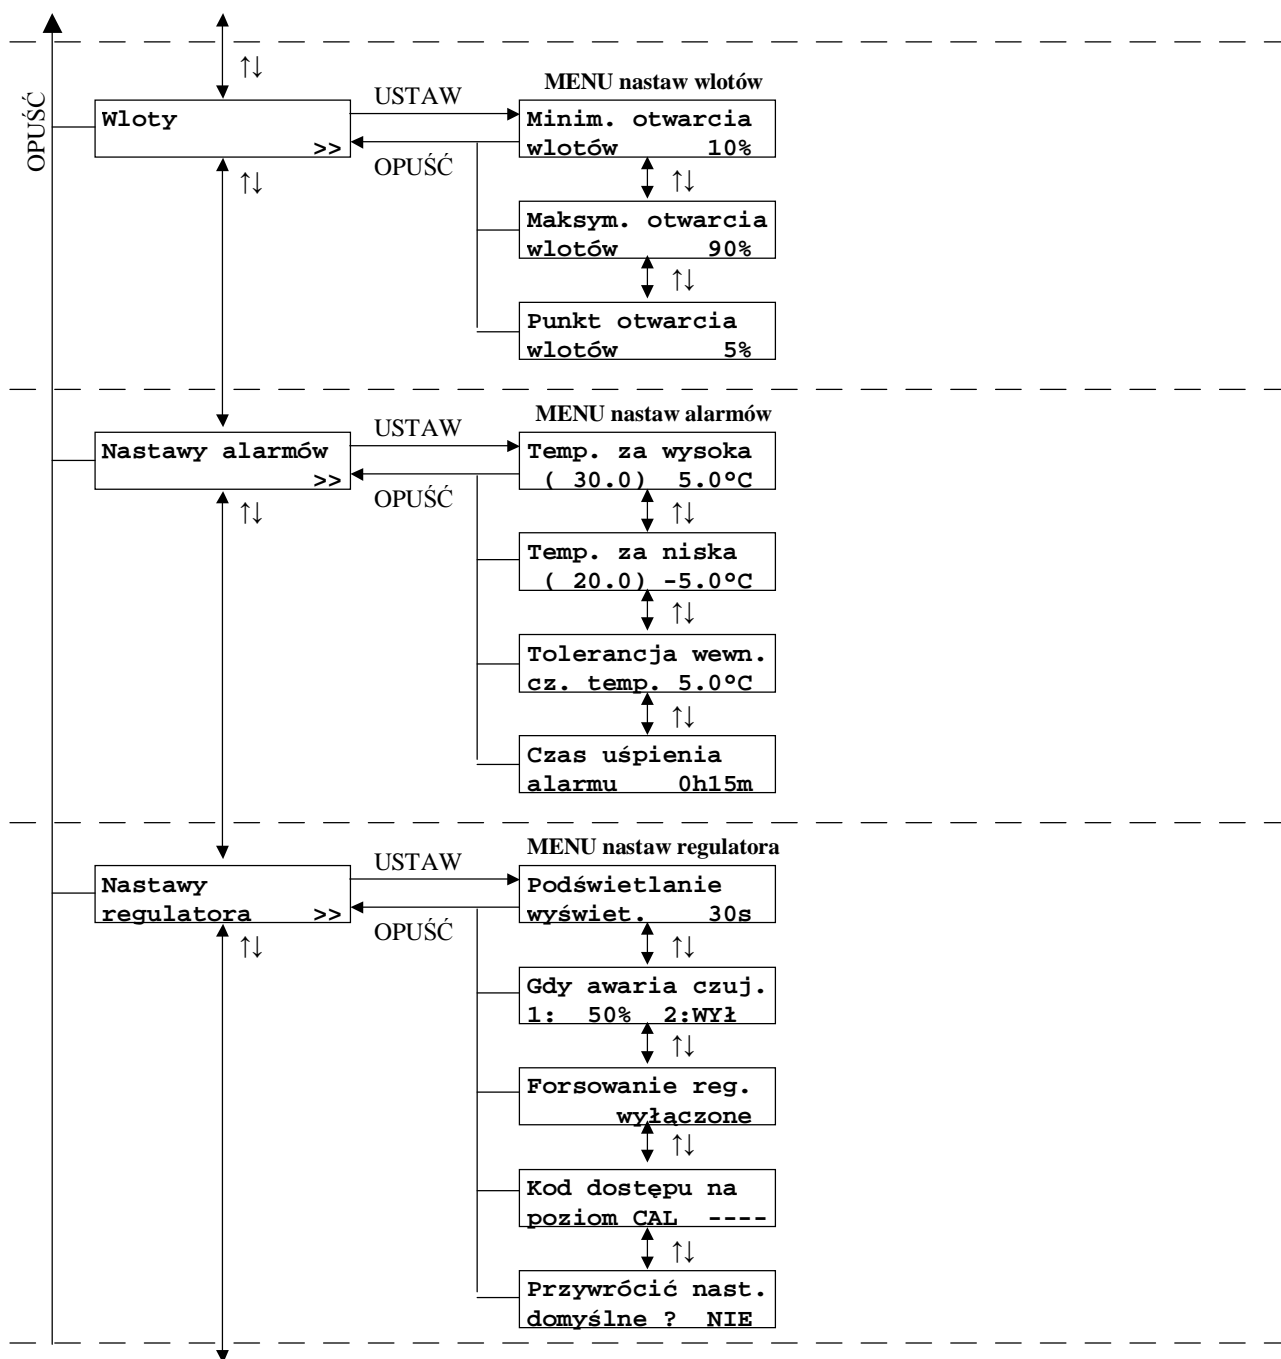 OPUŚĆ
↑↓
MENU nastaw wlotów
Wloty
>>
USTAW
OPUŚĆ
Minim. otwarcia
wlotów 10%
↑↓
↑↓
Maksym. otwarcia
wlotów 90%
↑↓
Punkt otwarcia
wlotów 5%
MENU nastaw alarmów
Nastawy alarmów
>>
USTAW
OPUŚĆ
Temp. za wysoka
( 30.0) 5.0°C
↑↓
↑↓
Temp. za niska
( 20.0) -5.0°C
↑↓
Tolerancja wewn.
cz. temp. 5.0°C
↑↓
Czas uśpienia
alarmu 0h15m
MENU nastaw regulatora
Nastawy
regulatora >>
USTAW
OPUŚĆ
Podświetlanie
wyświet. 30s
↑↓
↑↓
Gdy awaria czuj.
1: 50% 2:WYŁ
↑↓
Forsowanie reg.
wyłączone
↑↓
Kod dostępu na
poziom CAL ----
↑↓
Przywrócić nast.
domyślne ? NIE